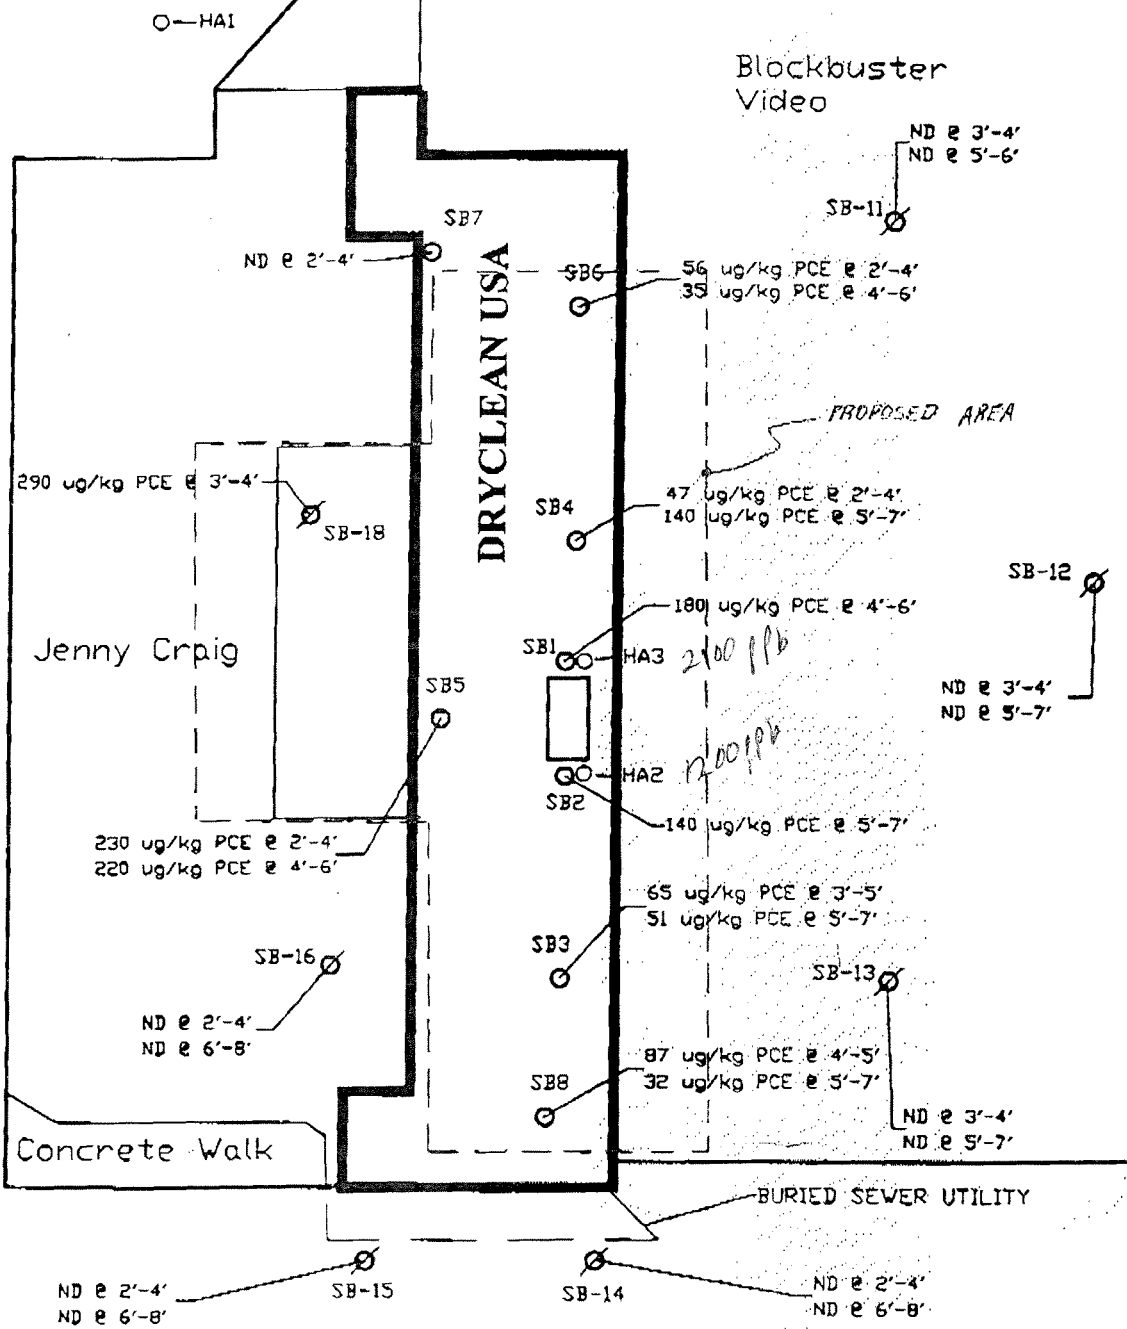 HA1
Blockbuster
Video
ND @ 3'-4'
ND @ 5'-6'
SB-11
SB7
ND @ 2'-4'
SB6
56 ug/kg PCE @ 2'-4'
35 ug/kg PCE @ 4'-6'
DRYCLEAN USA
PROPOSED AREA
290 ug/kg PCE @ 3'-4'
SB-18
SB4
47 ug/kg PCE @ 2'-4'
140 ug/kg PCE @ 5'-7'
SB-12
ND @ 3'-4'
ND @ 5'-7'
180 ug/kg PCE @ 4'-6'
SB1
HA3
Jenny Craig
SB5
HA2
SB2
140 ug/kg PCE @ 5'-7'
230 ug/kg PCE @ 2'-4'
220 ug/kg PCE @ 4'-6'
65 ug/kg PCE @ 3'-5'
51 ug/kg PCE @ 5'-7'
SB3
SB-16
ND @ 2'-4'
ND @ 6'-8'
SB-13
87 ug/kg PCE @ 4'-5'
32 ug/kg PCE @ 5'-7'
SB8
ND @ 3'-4'
ND @ 5'-7'
Concrete Walk
BURIED SEWER UTILITY
ND @ 2'-4'
ND @ 6'-8'
SB-15
SB-14
ND @ 2'-4'
ND @ 6'-8'